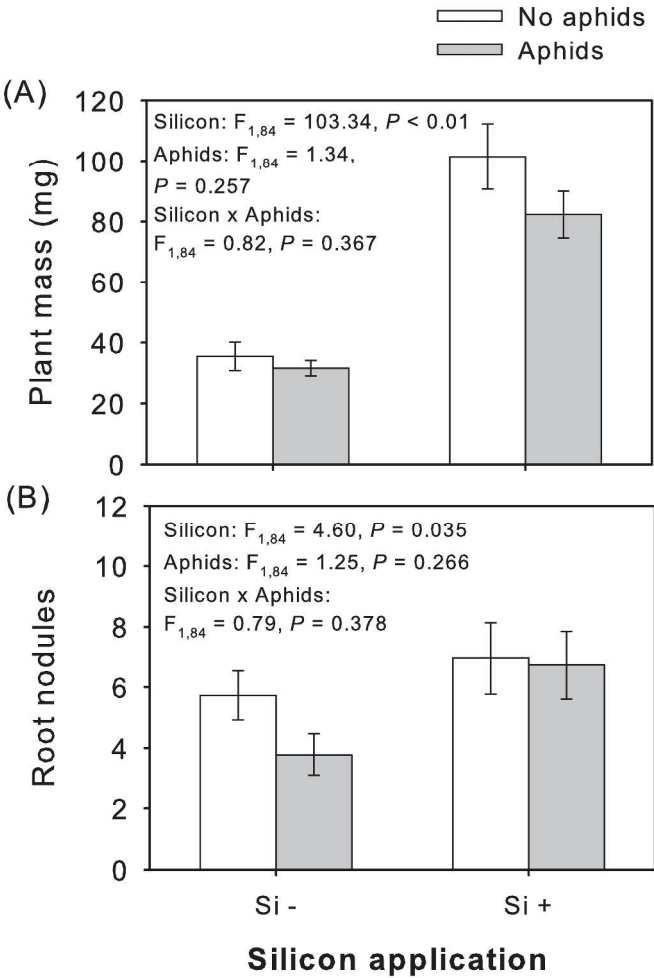 No aphids
Aphids
(A)
120
100
80
60
40
20
0
Plant mass (mg)
Silicon: F1,84 = 103.34, P < 0.01
Aphids: F1,84 = 1.34,
P = 0.257
Silicon x Aphids:
F1,84 = 0.82, P = 0.367
(B)
12
10
8
6
4
2
0
Root nodules
Silicon: F1,84 = 4.60, P = 0.035
Aphids: F1,84 = 1.25, P = 0.266
Silicon x Aphids:
F1,84 = 0.79, P = 0.378
Si - Si +
Silicon application